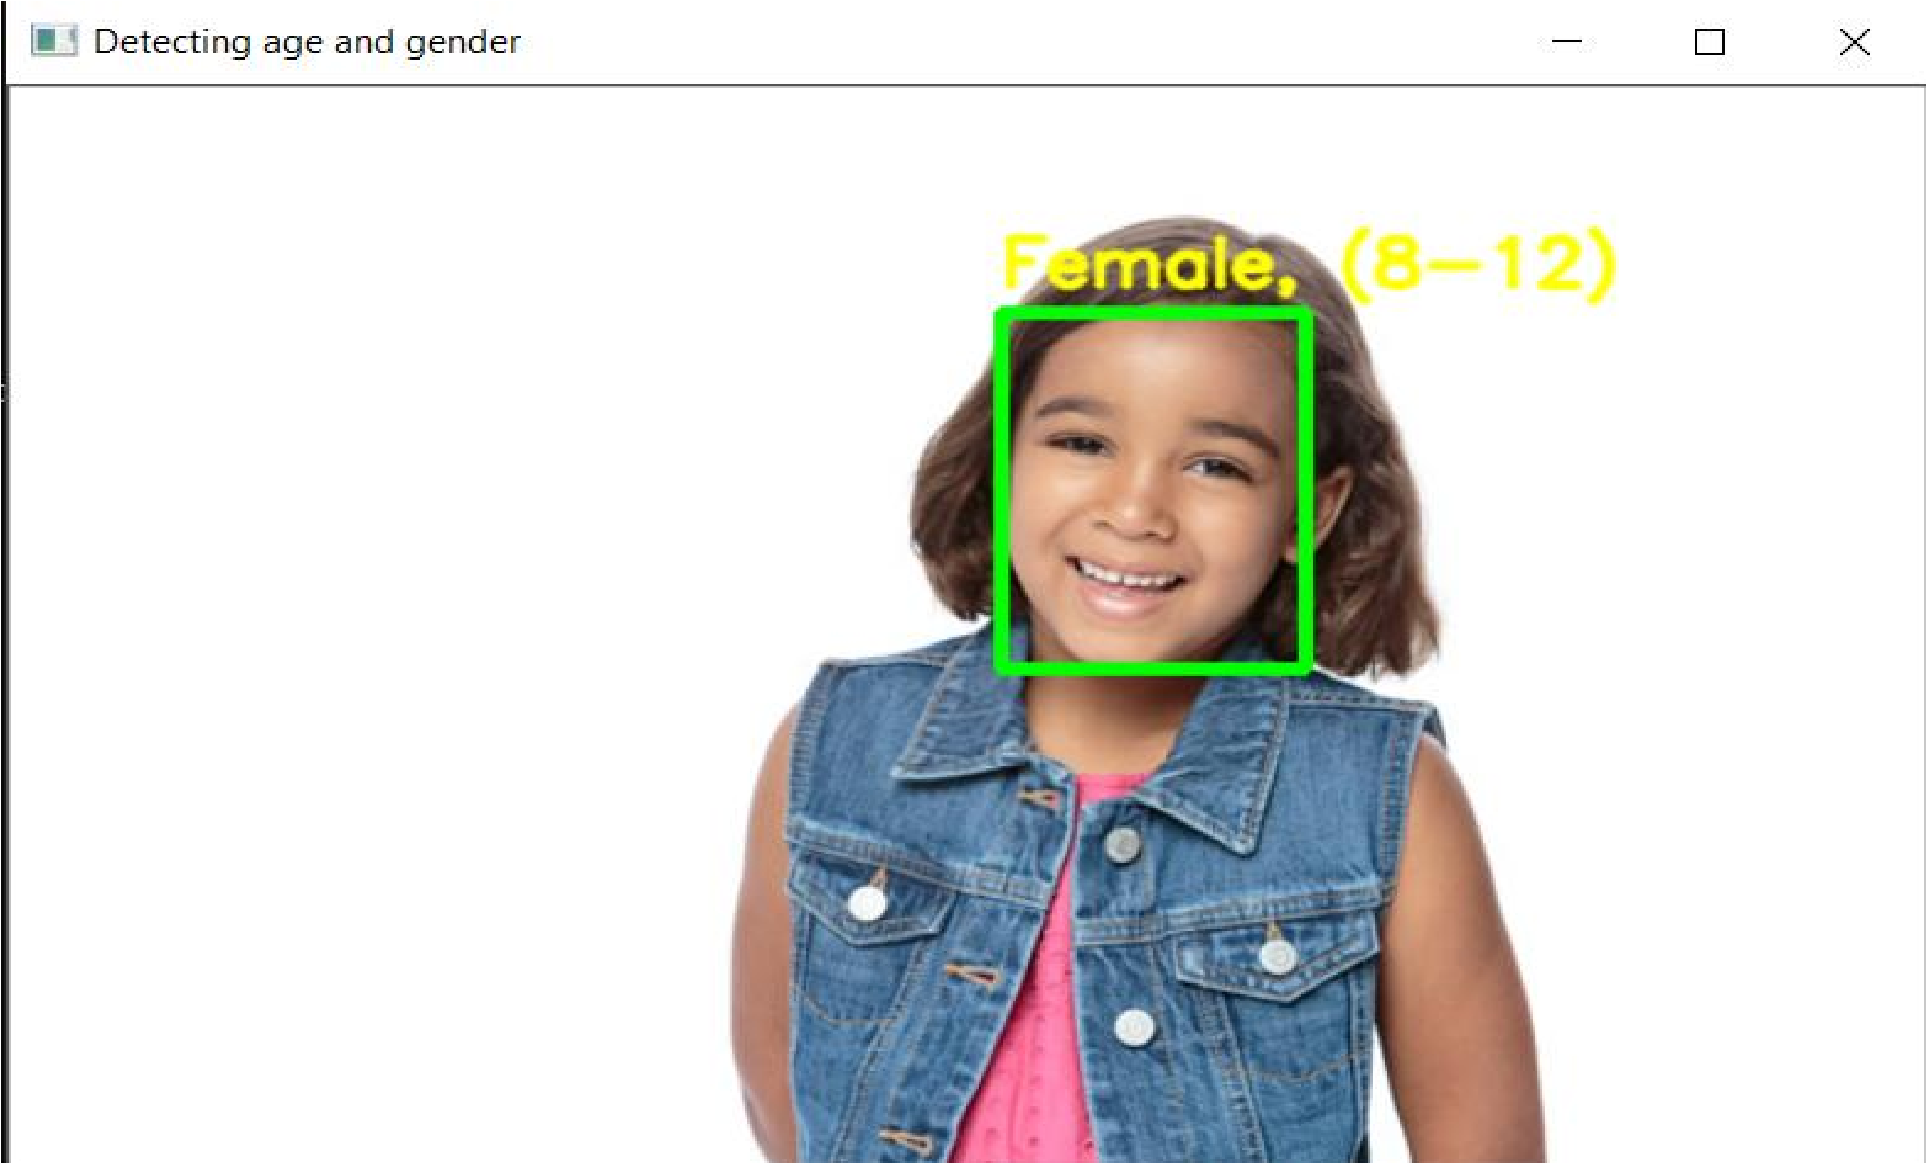 Detecting age and gender
Female, (8-12)